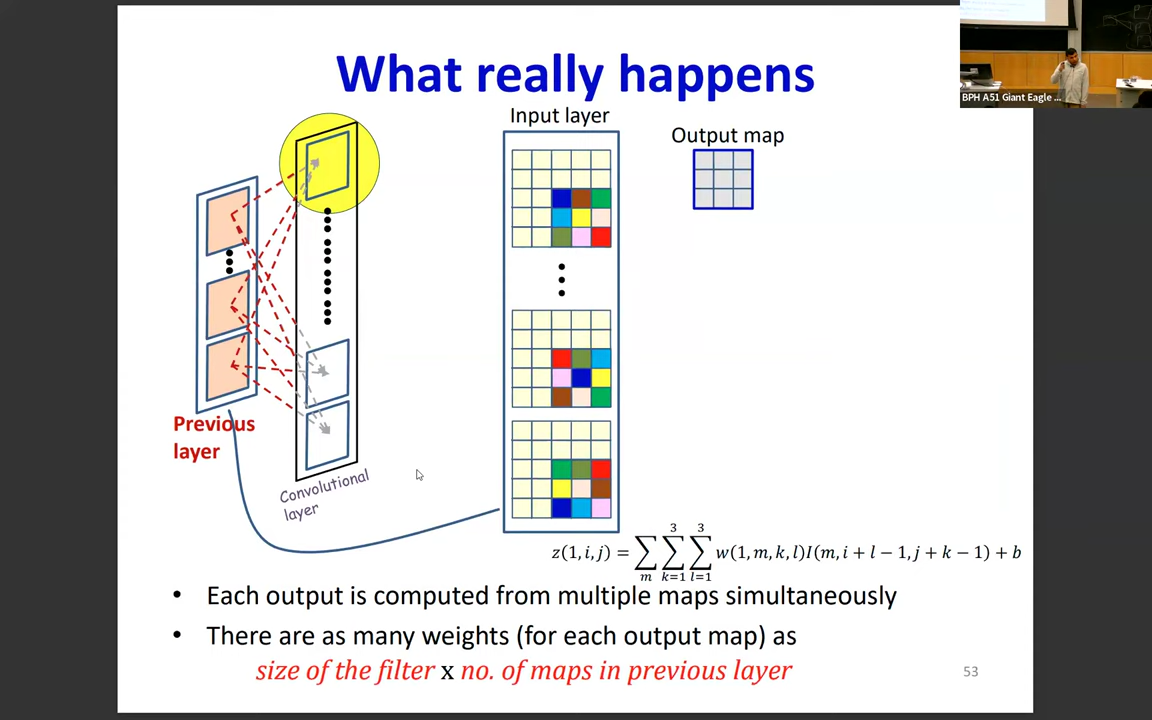 What really happens
Input layer
Output map
Previous
layer
Convolutional
layer
z(1,i,j) = ∑_m ∑_{k=1}^{3} ∑_{l=1}^{3} w(1,m,k,l)I(m,i+l−1,j+k−1)+b
• Each output is computed from multiple maps simultaneously
• There are as many weights (for each output map) as
size of the filter x no. of maps in previous layer
53
BPH A51 Giant Eagle ...